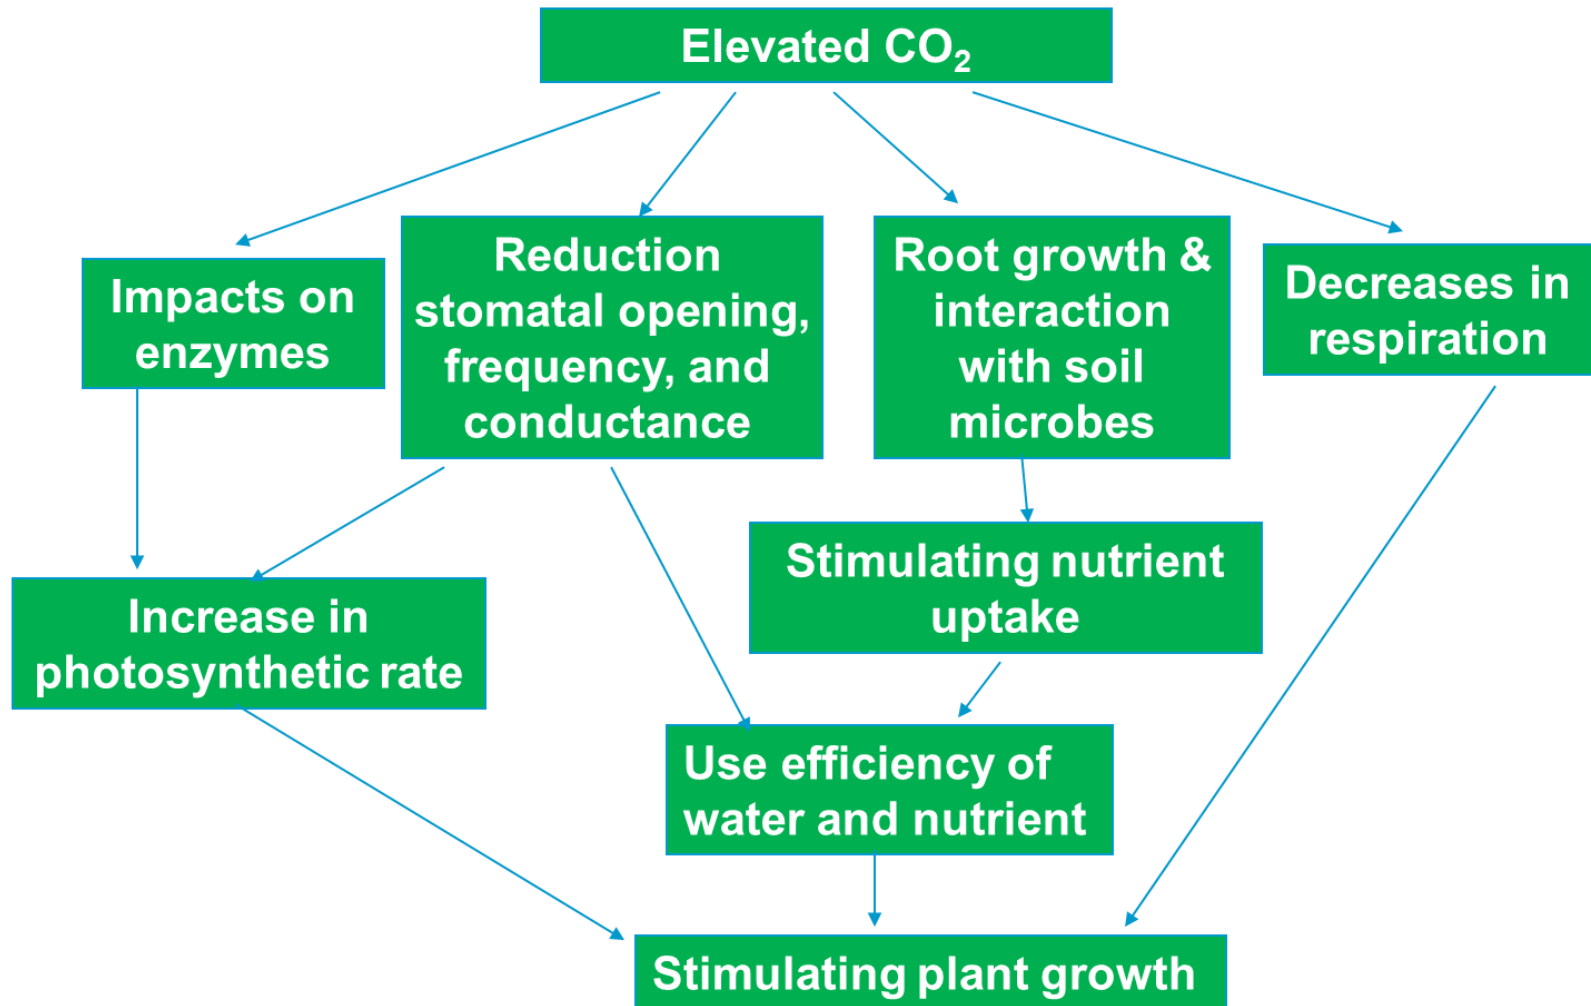 Elevated CO₂
Impacts on
enzymes
Reduction
stomatal opening,
frequency, and
conductance
Root growth &
interaction
with soil
microbes
Decreases in
respiration
Increase in
photosynthetic rate
Stimulating nutrient
uptake
Use efficiency of
water and nutrient
Stimulating plant growth